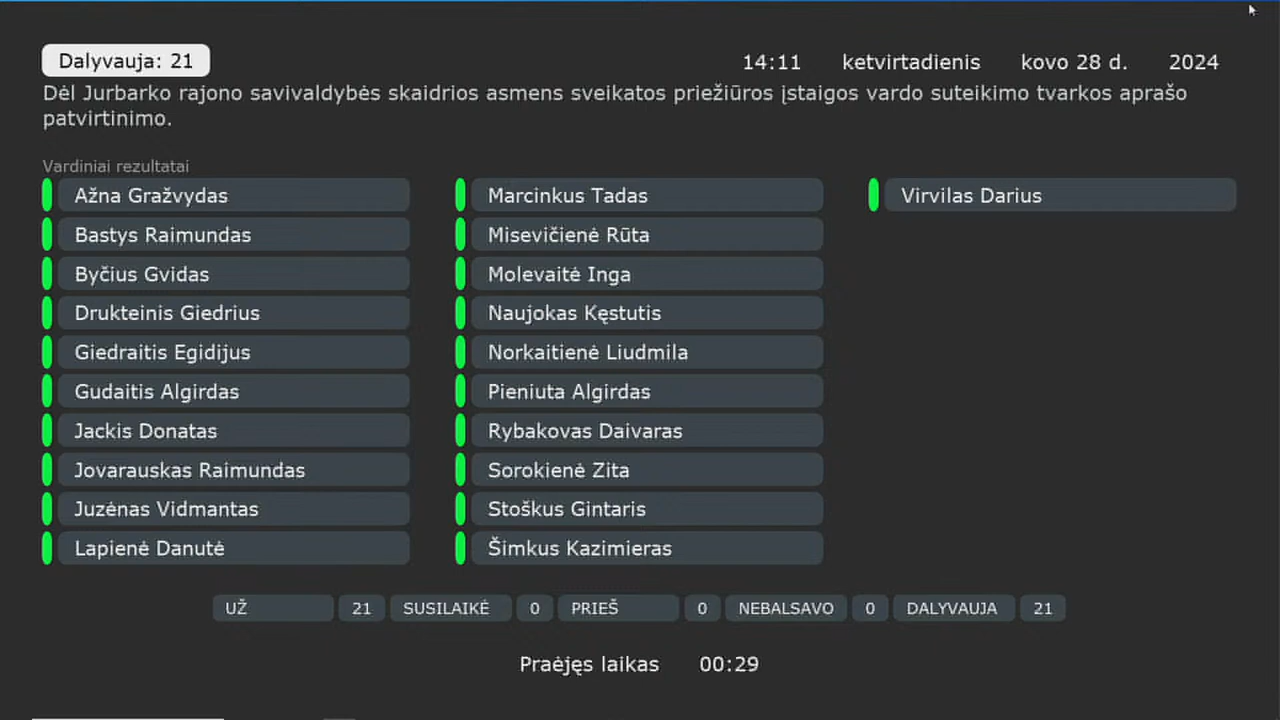 Dalyvauja: 21
14:11 ketvirtadienis kovo 28 d. 2024
Dėl Jurbarko rajono savivaldybės skaidrios asmens sveikatos priežiūros įstaigos vardo suteikimo tvarkos aprašo
patvirtinimo.
Vardiniai rezultatai
Ažna Gražvydas
Bastys Raimundas
Byčius Gvidas
Drukteinis Giedrius
Giedraitis Egidijus
Gudaitis Algirdas
Jackis Donatas
Jovarauskas Raimundas
Juzėnas Vidmantas
Lapienė Danutė
Marcinkus Tadas
Misevičienė Rūta
Molevaitė Inga
Naujokas Kęstutis
Norkaitienė Liudmila
Pieniuta Algirdas
Rybakovas Daivaras
Sorokienė Zita
Stoškus Gintaris
Šimkus Kazimieras
Virvilas Darius
UŽ 21 SUSILAIKĖ 0 PRIEŠ 0 NEBALSAVO 0 DALYVAUJA 21
Praėjęs laikas 00:29